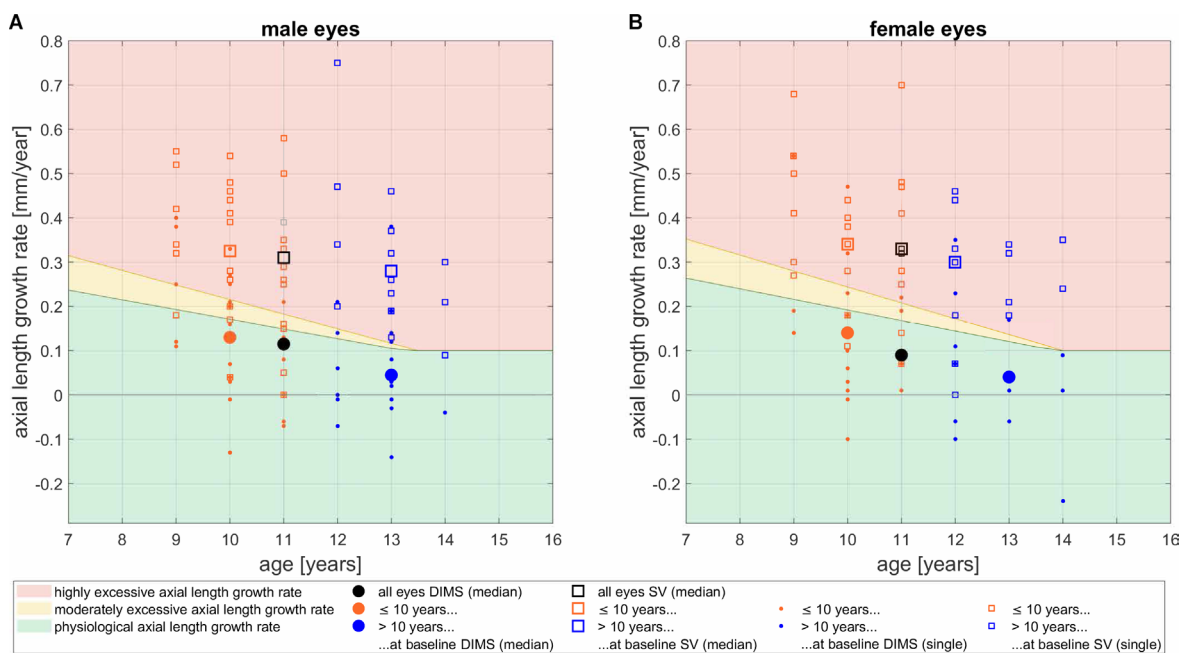 A
male eyes
0.8
0.7
0.6
0.5
0.4
0.3
0.2
0.1
0
-0.1
-0.2
axial length growth rate [mm/year]
7 8 9 10 11 12 13 14 15 16
age [years]
B
female eyes
0.8
0.7
0.6
0.5
0.4
0.3
0.2
0.1
0
-0.1
-0.2
axial length growth rate [mm/year]
7 8 9 10 11 12 13 14 15 16
age [years]
highly excessive axial length growth rate
moderately excessive axial length growth rate
physiological axial length growth rate
all eyes DIMS (median)
≤ 10 years...
> 10 years...
...at baseline DIMS (median)
all eyes SV (median)
≤ 10 years...
> 10 years...
...at baseline SV (median)
≤ 10 years...
> 10 years...
...at baseline DIMS (single)
≤ 10 years...
> 10 years...
...at baseline SV (single)